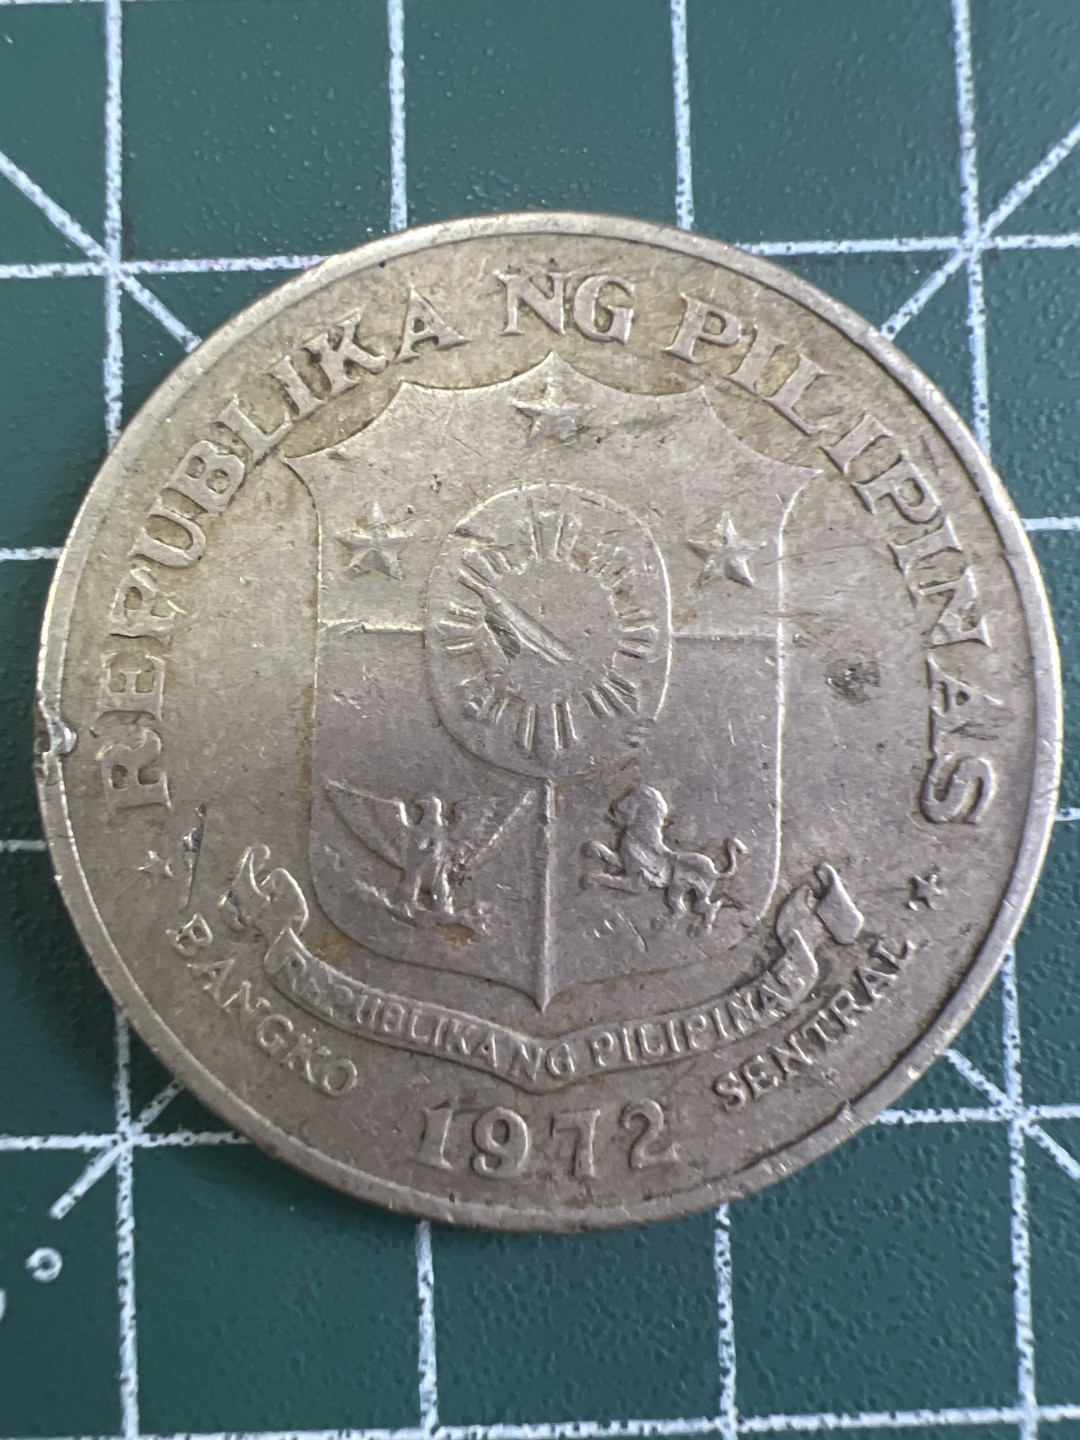 REPUBLIKA NG PILIPINAS
REPUBLIKA NG PILIPINAS
BANGKO SENTRAL
1972